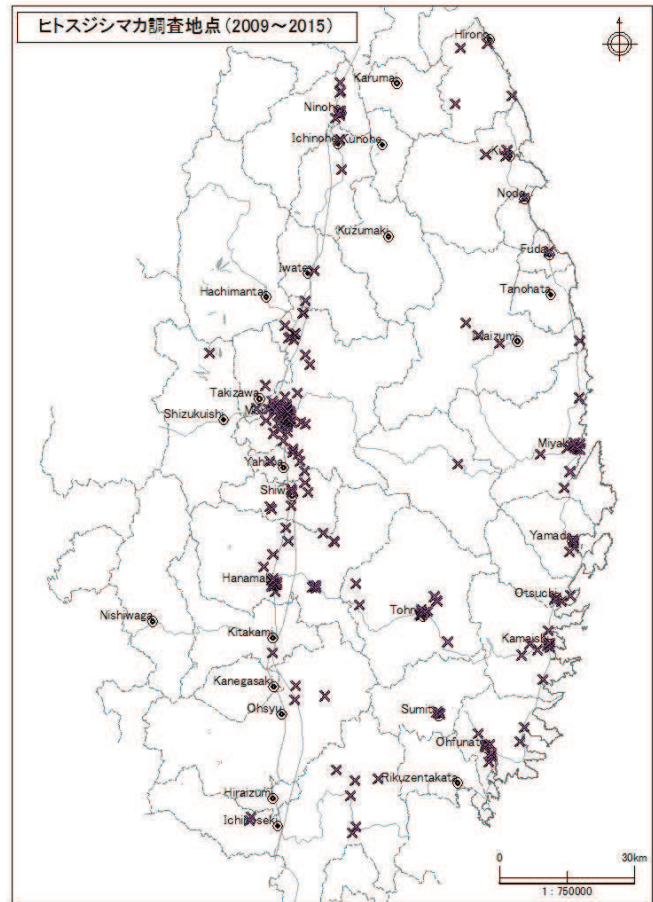 ヒトスジシマカ調査地点(2009～2015)
4
Hirono
Karumai
Ninohe
Ichinohe
Kunohe
Noda
Kuzumaki
Fudai
Iwate
Hachimantai
Tanohata
Takizawa
Shizukuishi
Miyako
Yahaba
Shiwa
Yamada
Hanamaki
Otsuchi
Nishiwaga
Tohno
Kitakami
Kamaishi
Kanegasaki
Ohsyu
Sumita
Ohfunato
Rikuzentakata
Hiraizumi
Ichinoseki
0 30km
1 : 750000